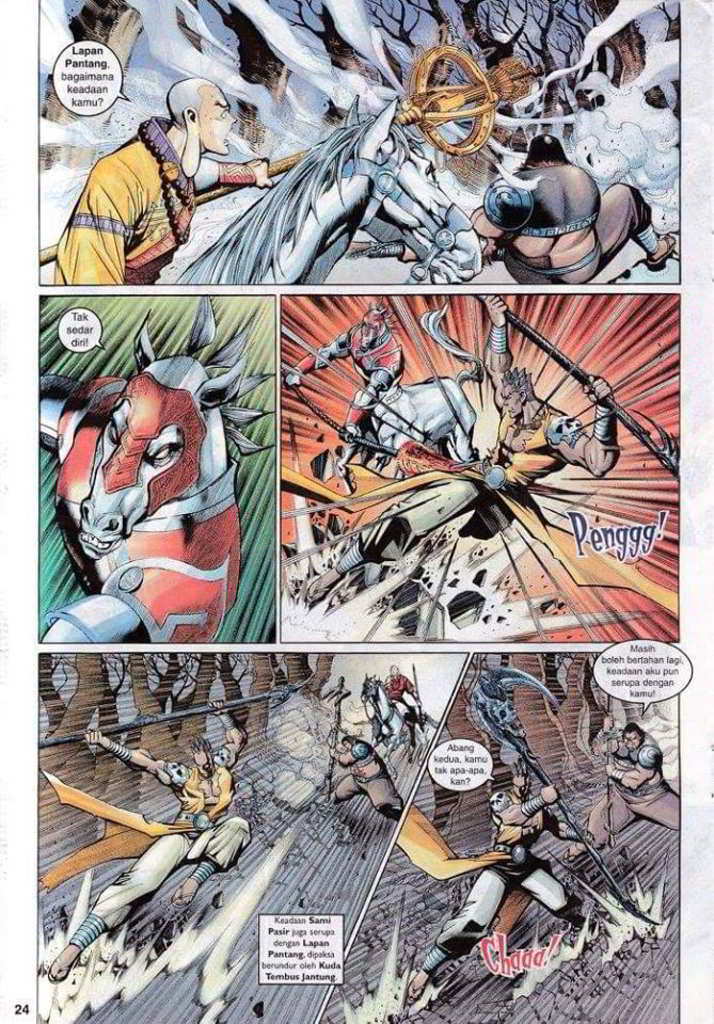 Lapan
Pantang,
bagaimana
keadaan
kamu?
Tak
sedar
diri!
Penggg!
Masih
boleh bertahan lagi,
keadaan aku pun
serupa dengan
kamu!
Abang
kedua, kamu
tak apa-apa,
kan?
Keadaan Sami
Pasir juga serupa
dengan Lapan
Pantang, dipaksa
berundur oleh Kuda
Tembus Jantung.
Chaaa!
24